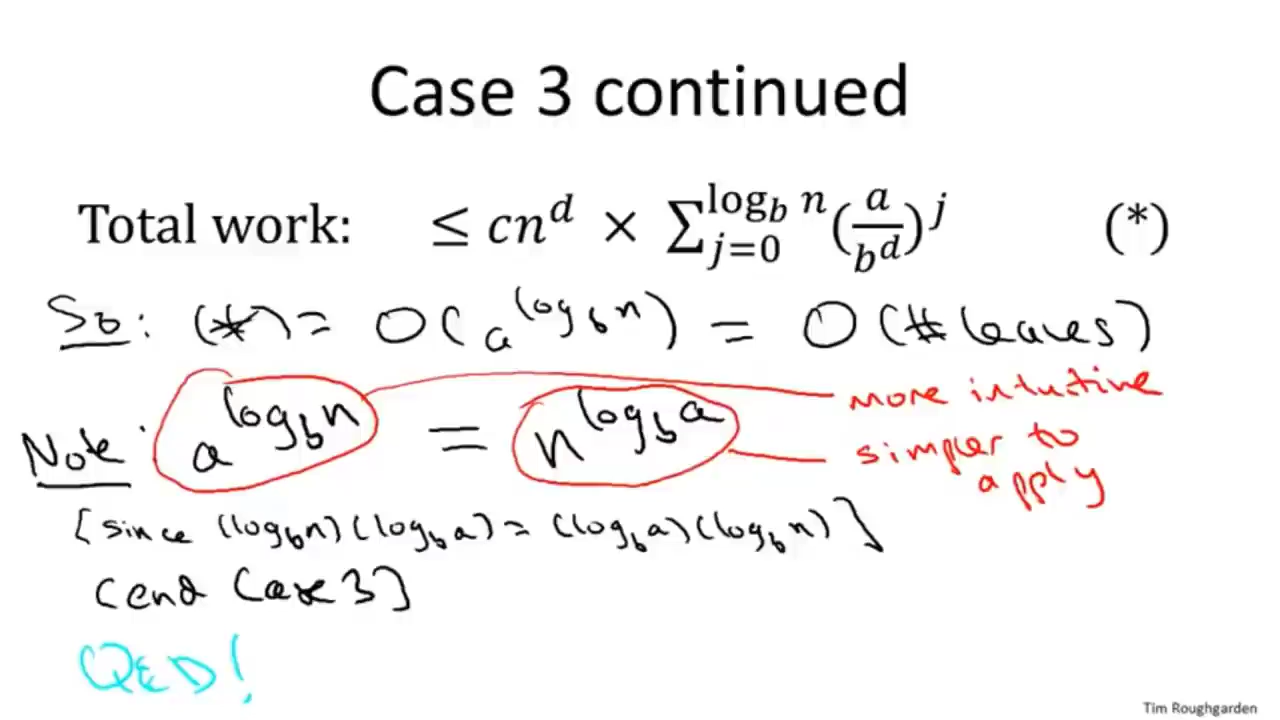 Case 3 continued
Total work: ≤ cn^d × ∑_{j=0}^{log_b n} (a/b^d)^j (*)
So: (*) = O(a^{log_b n}) = O(# leaves)
Note: a^{log_b n} = n^{log_b a}
more intuitive
simpler to
apply
[since (log_b n)(log_b a) = (log_b a)(log_b n)]
(end Case 3]
QED!
Tim Roughgarden